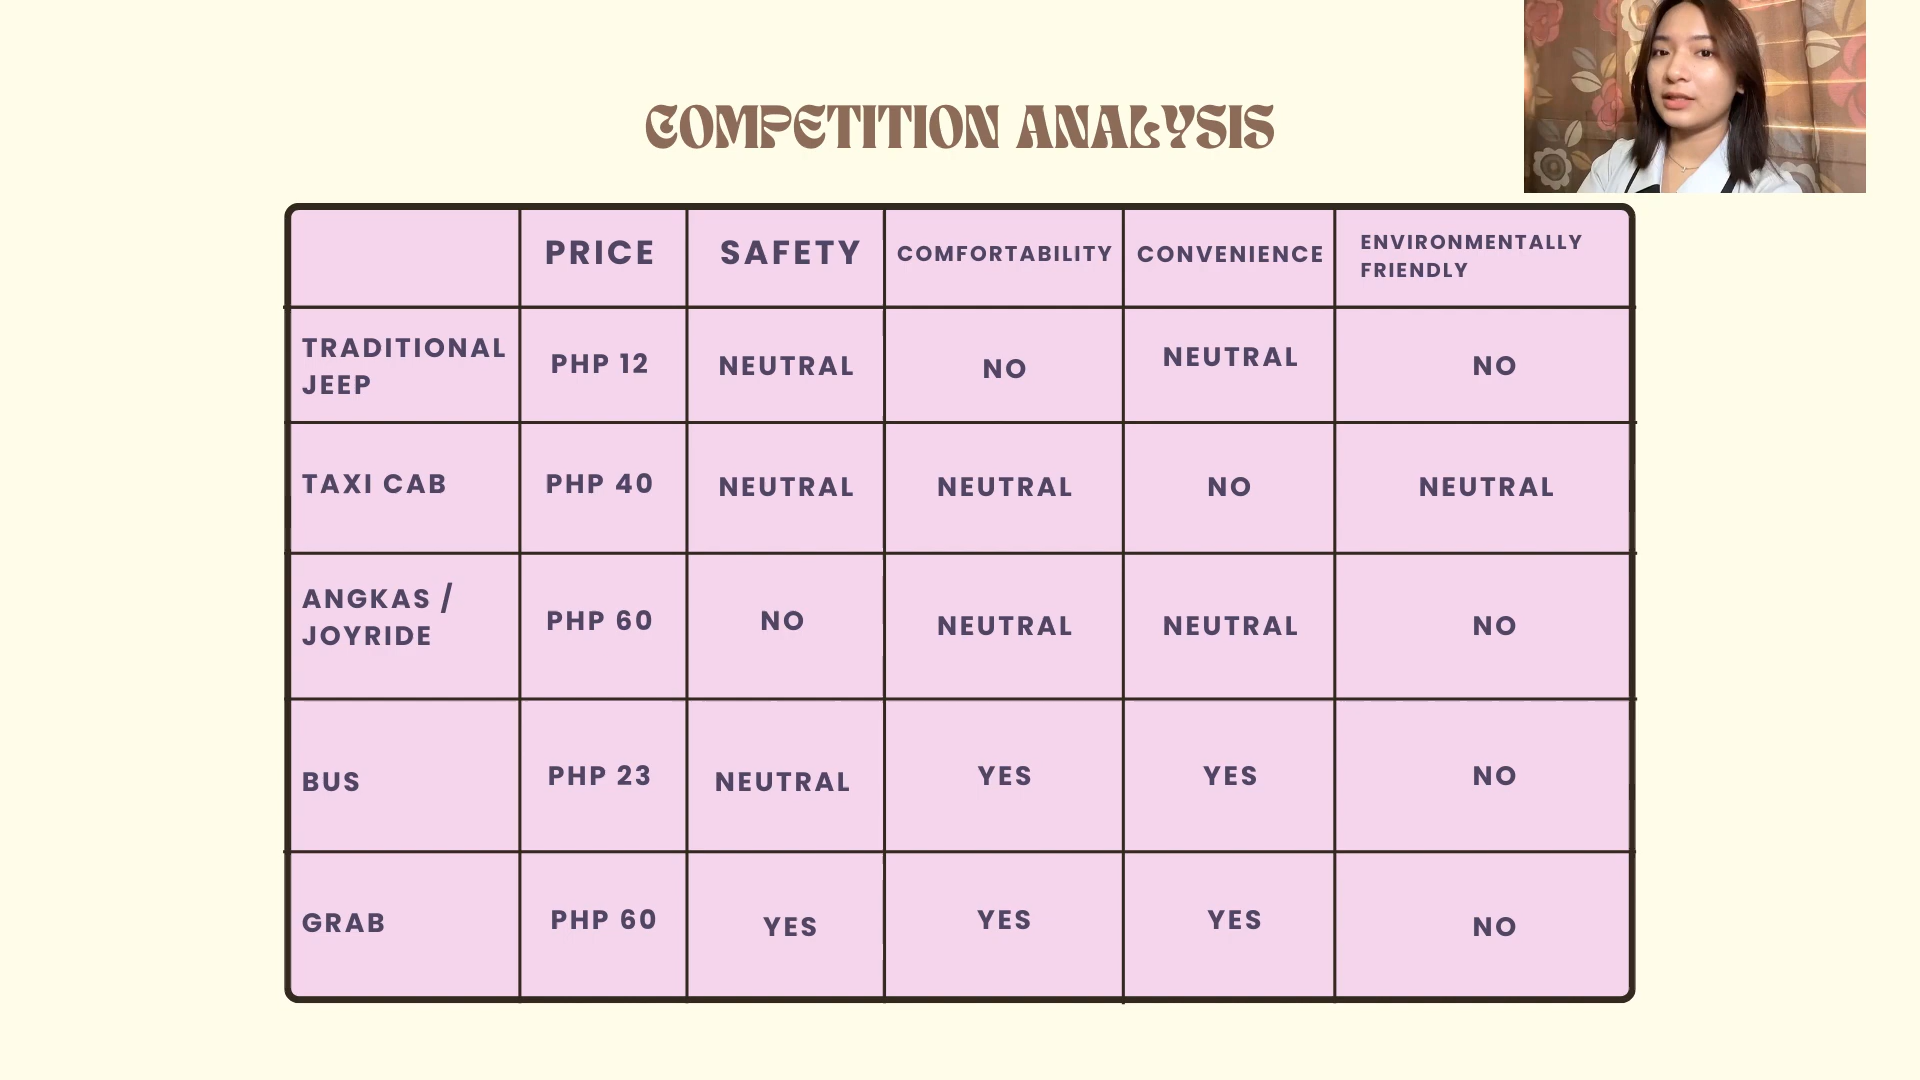 COMPETITION ANALYSIS
PRICE SAFETY COMFORTABILITY CONVENIENCE ENVIRONMENTALLY
FRIENDLY
TRADITIONAL
JEEP PHP 12 NEUTRAL NO NEUTRAL NO
TAXI CAB PHP 40 NEUTRAL NEUTRAL NO NEUTRAL
ANGKAS /
JOYRIDE PHP 60 NO NEUTRAL NEUTRAL NO
BUS PHP 23 NEUTRAL YES YES NO
GRAB PHP 60 YES YES YES NO